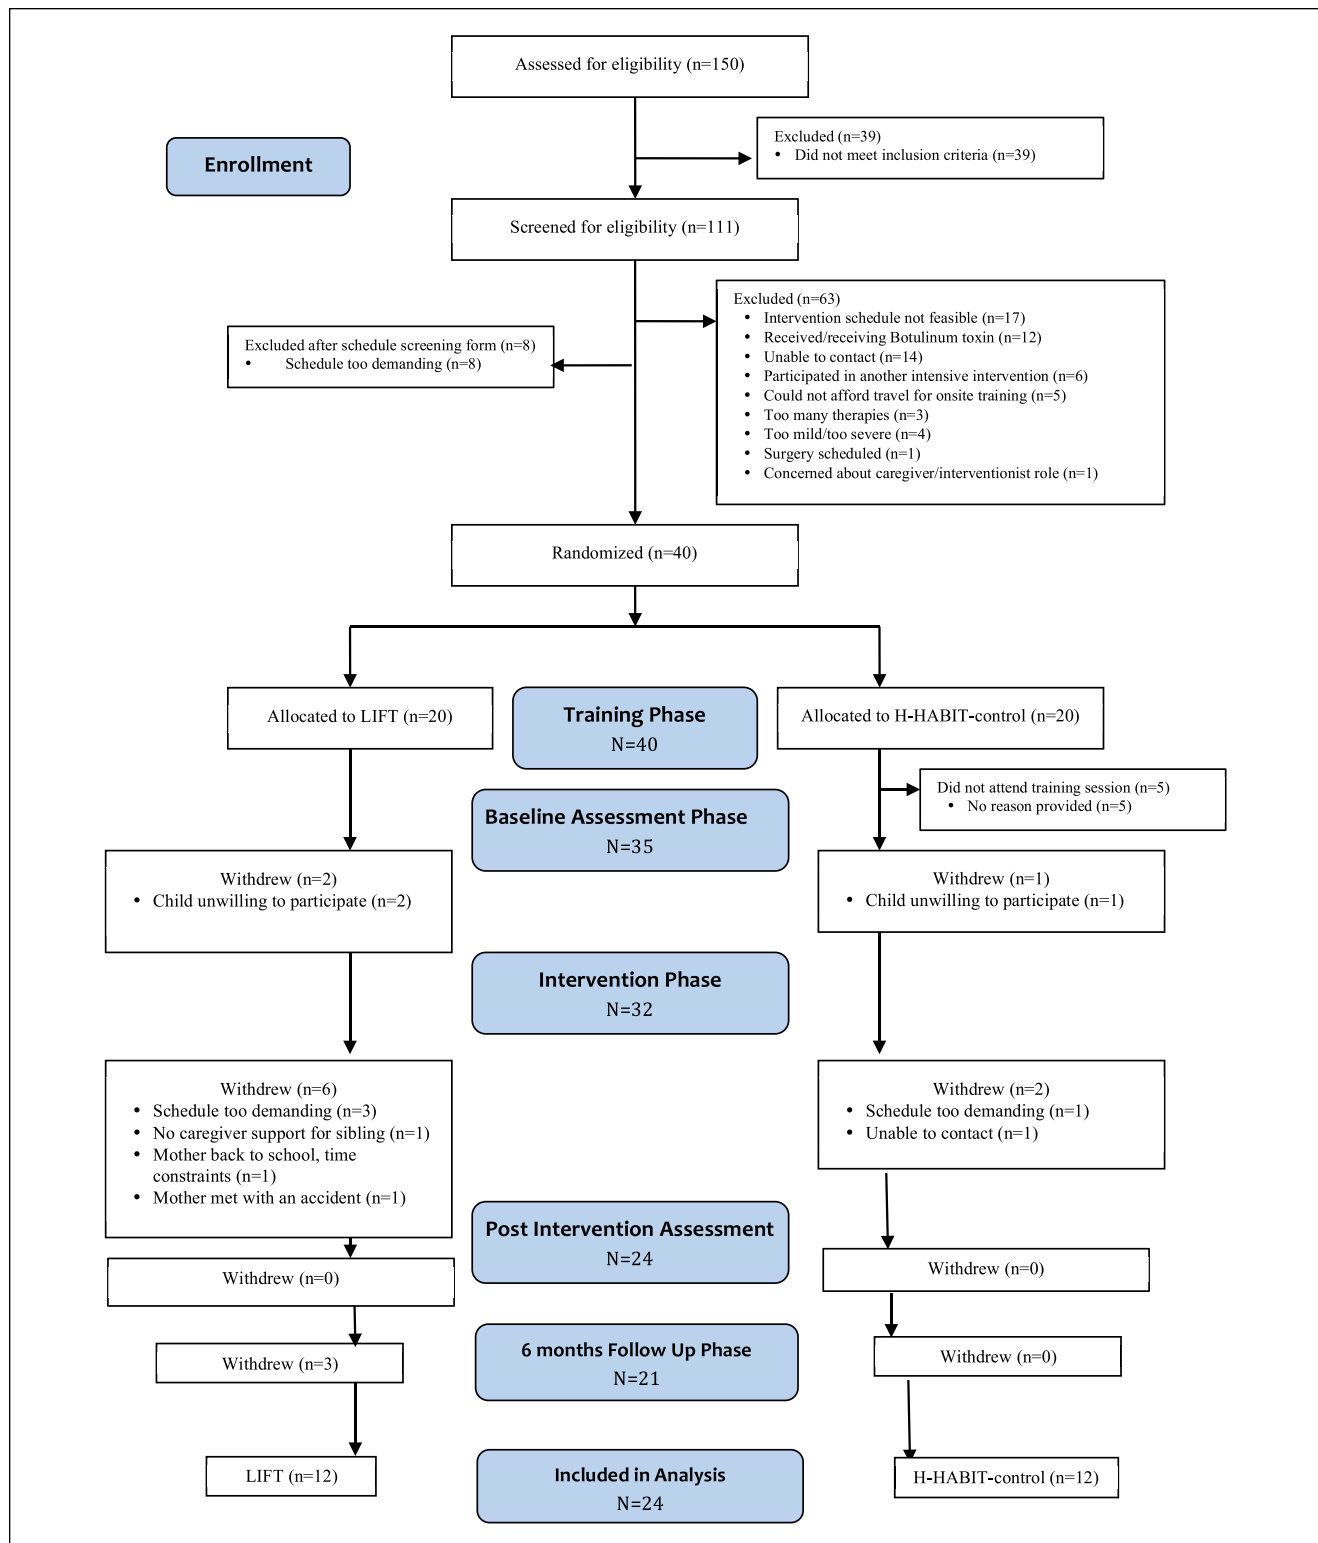 Assessed for eligibility (n=150)
Excluded (n=39)
• Did not meet inclusion criteria (n=39)
Enrollment
Screened for eligibility (n=111)
Excluded (n=63)
• Intervention schedule not feasible (n=17)
• Received/receiving Botulinum toxin (n=12)
• Unable to contact (n=14)
• Participated in another intensive intervention (n=6)
• Could not afford travel for onsite training (n=5)
• Too many therapies (n=3)
• Too mild/too severe (n=4)
• Surgery scheduled (n=1)
• Concerned about caregiver/interventionist role (n=1)
Excluded after schedule screening form (n=8)
• Schedule too demanding (n=8)
Randomized (n=40)
Allocated to LIFT (n=20)
Training Phase
N=40
Allocated to H-HABIT-control (n=20)
Did not attend training session (n=5)
• No reason provided (n=5)
Baseline Assessment Phase
N=35
Withdrew (n=2)
• Child unwilling to participate (n=2)
Withdrew (n=1)
• Child unwilling to participate (n=1)
Intervention Phase
N=32
Withdrew (n=6)
• Schedule too demanding (n=3)
• No caregiver support for sibling (n=1)
• Mother back to school, time
constraints (n=1)
• Mother met with an accident (n=1)
Withdrew (n=2)
• Schedule too demanding (n=1)
• Unable to contact (n=1)
Post Intervention Assessment
N=24
Withdrew (n=0)
Withdrew (n=0)
6 months Follow Up Phase
N=21
Withdrew (n=3)
Withdrew (n=0)
LIFT (n=12)
Included in Analysis
N=24
H-HABIT-control (n=12)